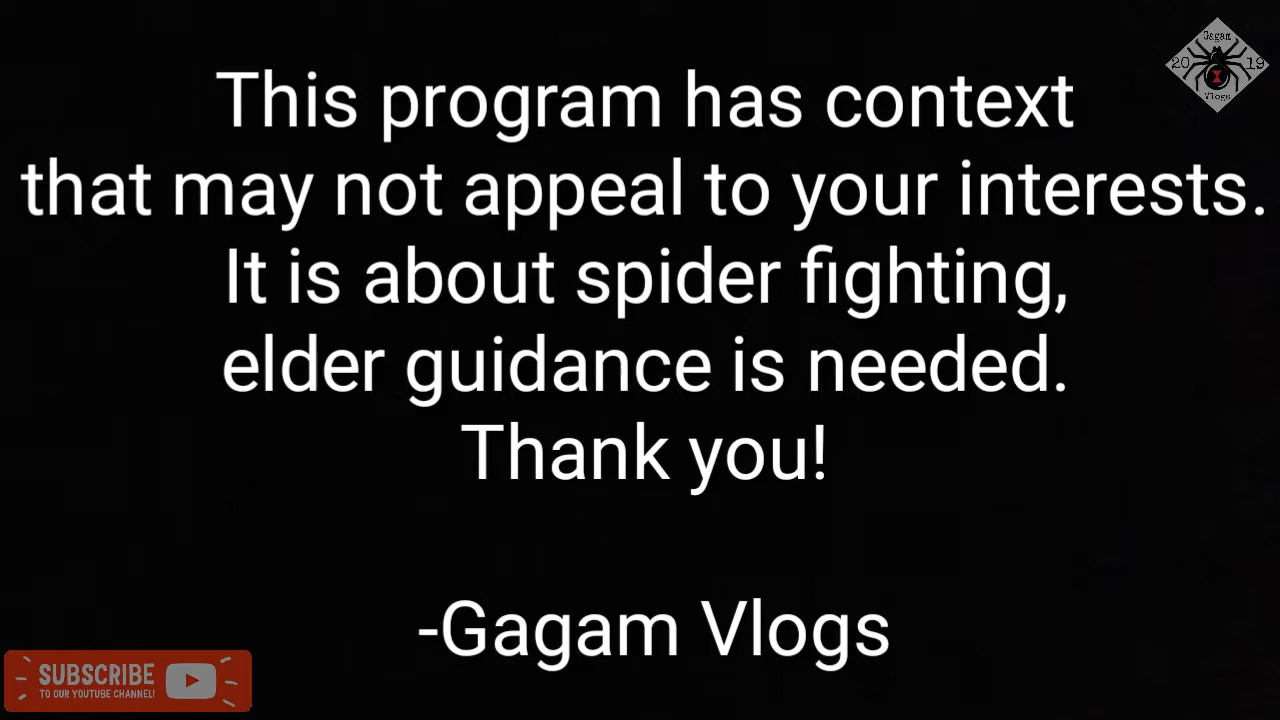 Gagam
20 19
Vlogs
This program has context
that may not appeal to your interests.
It is about spider fighting,
elder guidance is needed.
Thank you!
-Gagam Vlogs
SUBSCRIBE
TO OUR YOUTUBE CHANNEL!